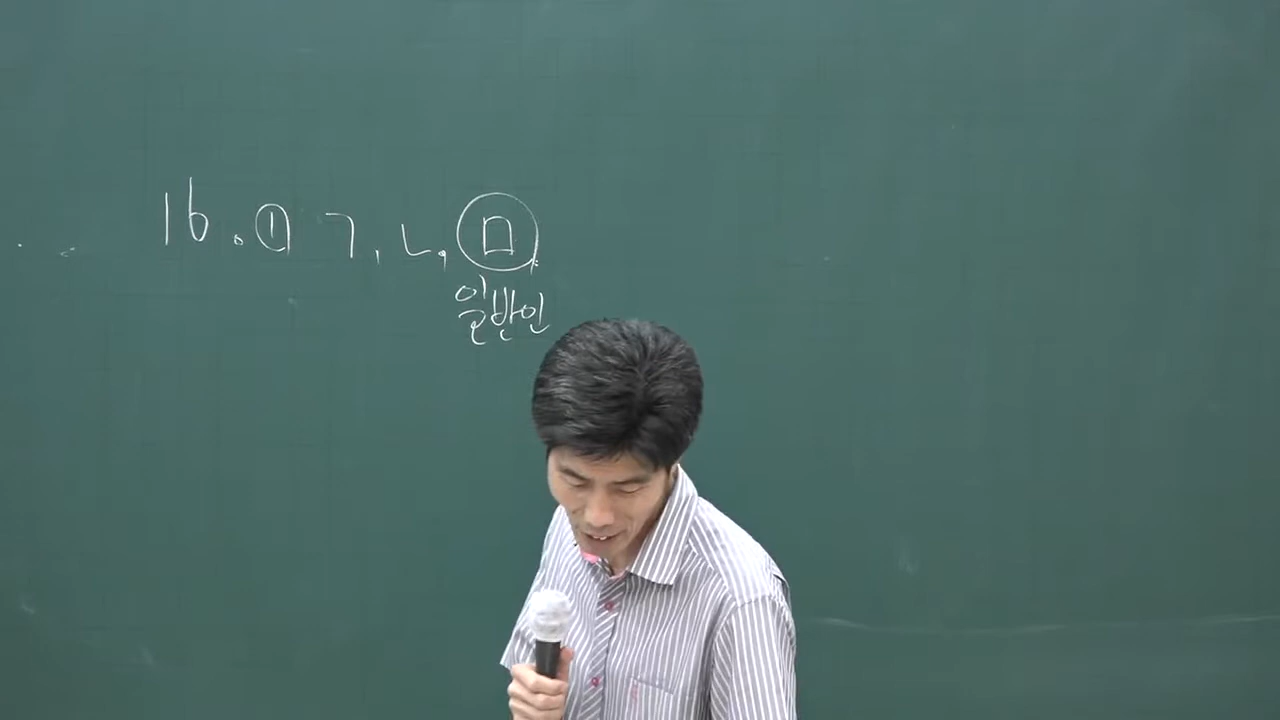 16. ① ㄱ, ㄴ, ㅁ.
일반인